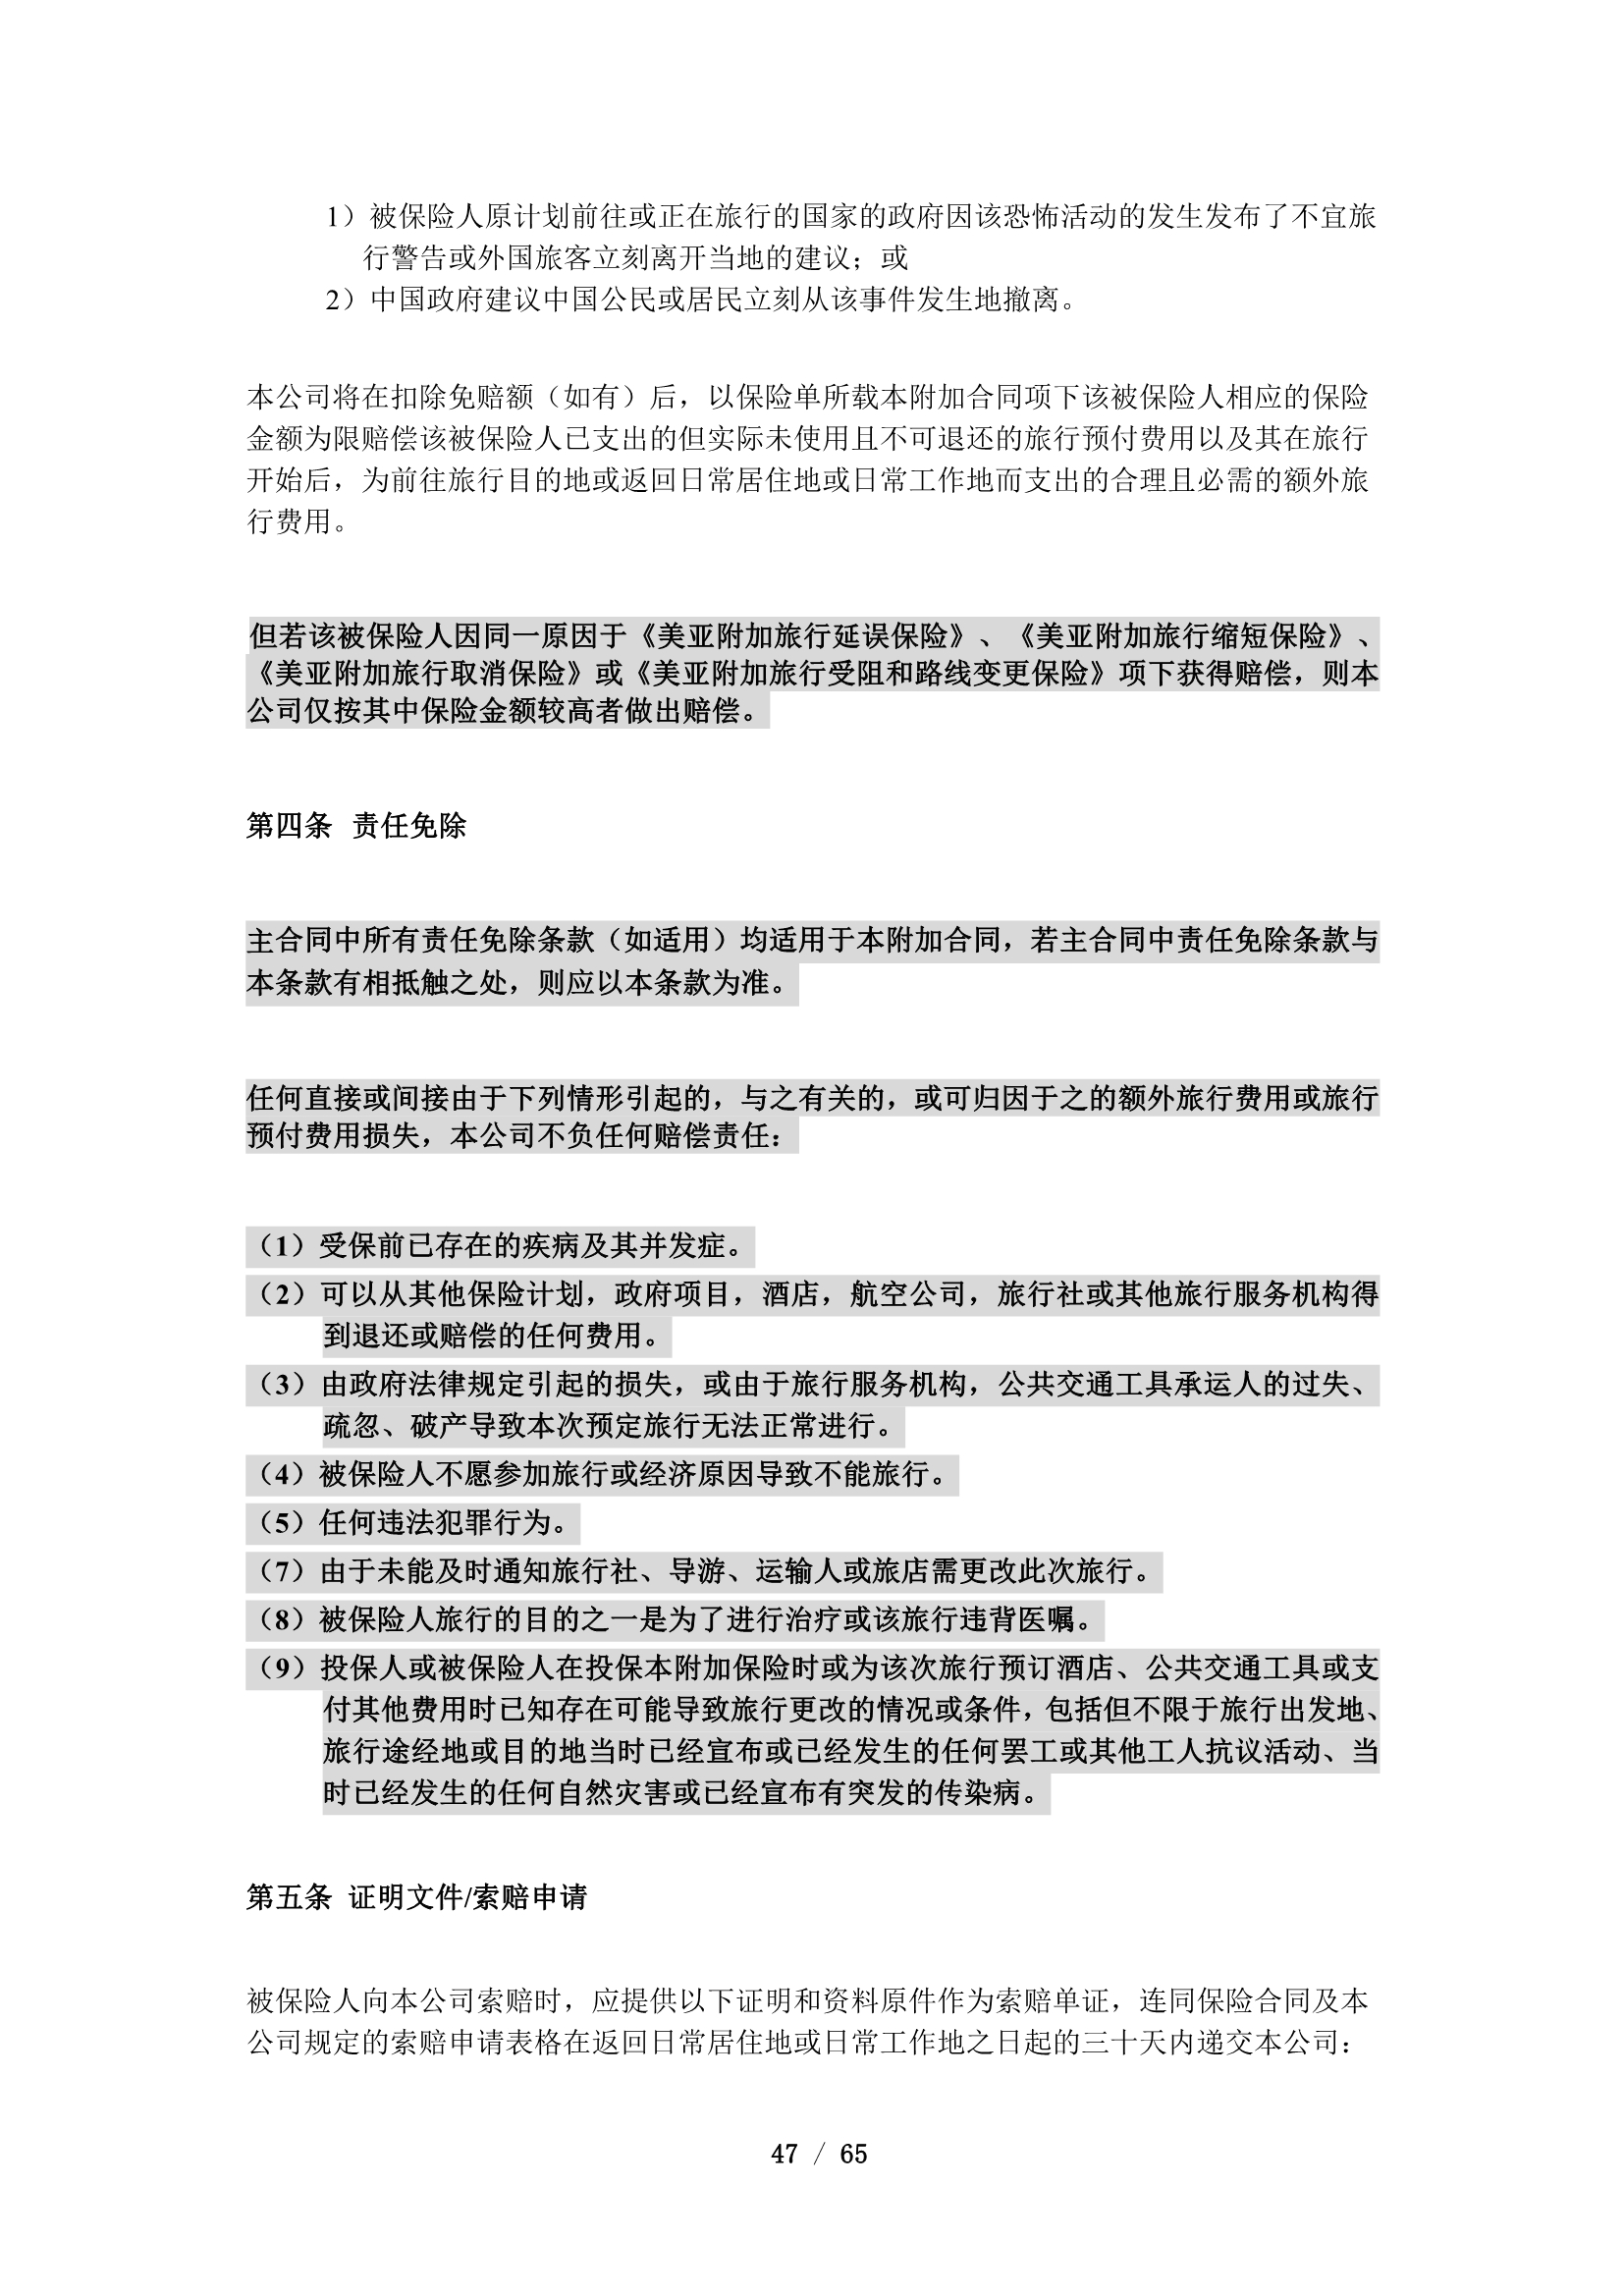 1）被保险人原计划前往或正在旅行的国家的政府因该恐怖活动的发生发布了不宜旅
行警告或外国旅客立刻离开当地的建议；或
2）中国政府建议中国公民或居民立刻从该事件发生地撤离。
本公司将在扣除免赔额（如有）后，以保险单所载本附加合同项下该被保险人相应的保险
金额为限赔偿该被保险人已支出的但实际未使用且不可退还的旅行预付费用以及其在旅行
开始后，为前往旅行目的地或返回日常居住地或日常工作地而支出的合理且必需的额外旅
行费用。
但若该被保险人因同一原因于《美亚附加旅行延误保险》、《美亚附加旅行缩短保险》、
《美亚附加旅行取消保险》或《美亚附加旅行受阻和路线变更保险》项下获得赔偿，则本
公司仅按其中保险金额较高者做出赔偿。
第四条 责任免除
主合同中所有责任免除条款（如适用）均适用于本附加合同，若主合同中责任免除条款与
本条款有相抵触之处，则应以本条款为准。
任何直接或间接由于下列情形引起的，与之有关的，或可归因于之的额外旅行费用或旅行
预付费用损失，本公司不负任何赔偿责任：
（1）受保前已存在的疾病及其并发症。
（2）可以从其他保险计划，政府项目，酒店，航空公司，旅行社或其他旅行服务机构得
到退还或赔偿的任何费用。
（3）由政府法律规定引起的损失，或由于旅行服务机构，公共交通工具承运人的过失、
疏忽、破产导致本次预定旅行无法正常进行。
（4）被保险人不愿参加旅行或经济原因导致不能旅行。
（5）任何违法犯罪行为。
（7）由于未能及时通知旅行社、导游、运输人或旅店需更改此次旅行。
（8）被保险人旅行的目的之一是为了进行治疗或该旅行违背医嘱。
（9）投保人或被保险人在投保本附加保险时或为该次旅行预订酒店、公共交通工具或支
付其他费用时已知存在可能导致旅行更改的情况或条件，包括但不限于旅行出发地、
旅行途经地或目的地当时已经宣布或已经发生的任何罢工或其他工人抗议活动、当
时已经发生的任何自然灾害或已经宣布有突发的传染病。
第五条 证明文件/索赔申请
被保险人向本公司索赔时，应提供以下证明和资料原件作为索赔单证，连同保险合同及本
公司规定的索赔申请表格在返回日常居住地或日常工作地之日起的三十天内递交本公司：
47 / 65